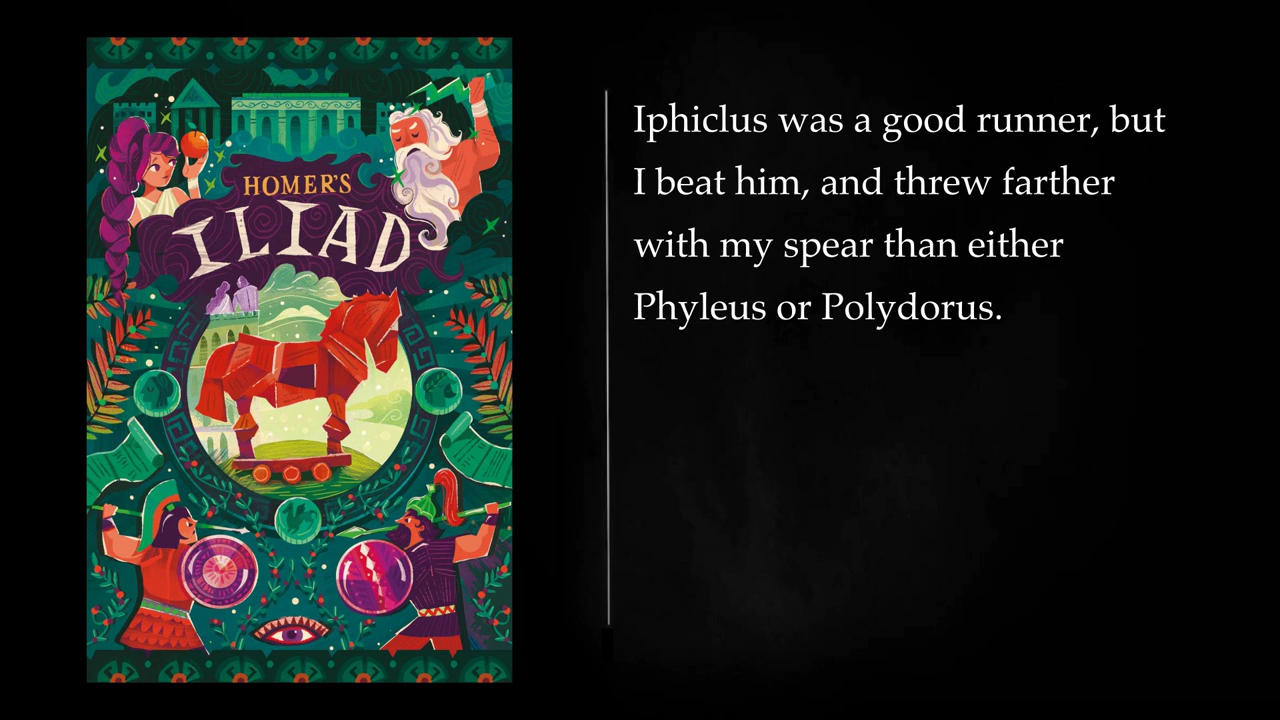 HOMER'S
ILIAD
Iphiclus was a good runner, but
I beat him, and threw farther
with my spear than either
Phyleus or Polydorus.